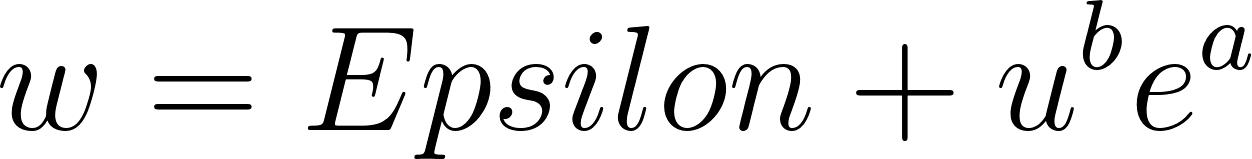 w = Epsilon + u^b e^a